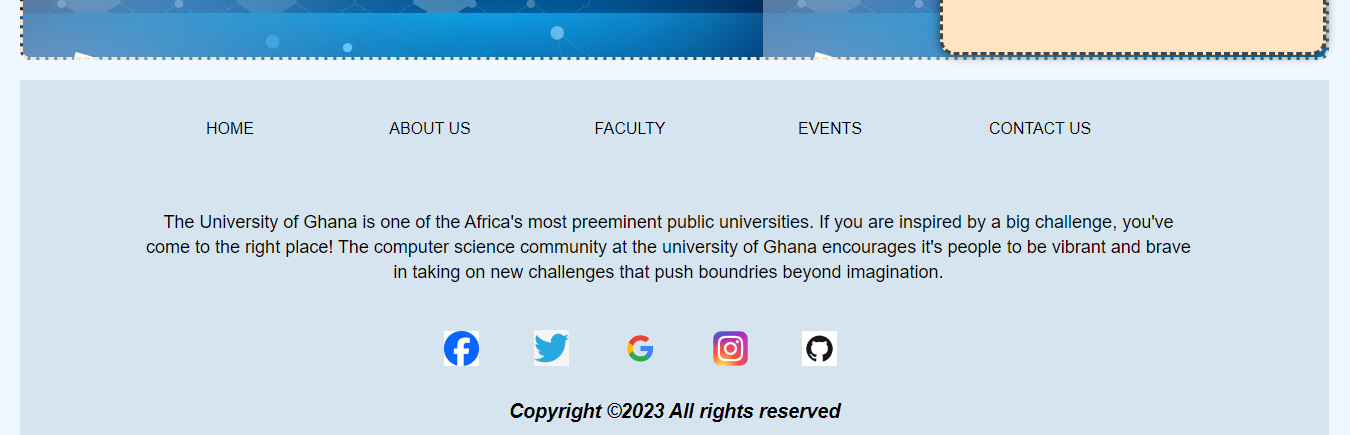 HOME ABOUT US FACULTY EVENTS CONTACT US
The University of Ghana is one of the Africa's most preeminent public universities. If you are inspired by a big challenge, you've
come to the right place! The computer science community at the university of Ghana encourages it's people to be vibrant and brave
in taking on new challenges that push boundries beyond imagination.
Copyright ©2023 All rights reserved